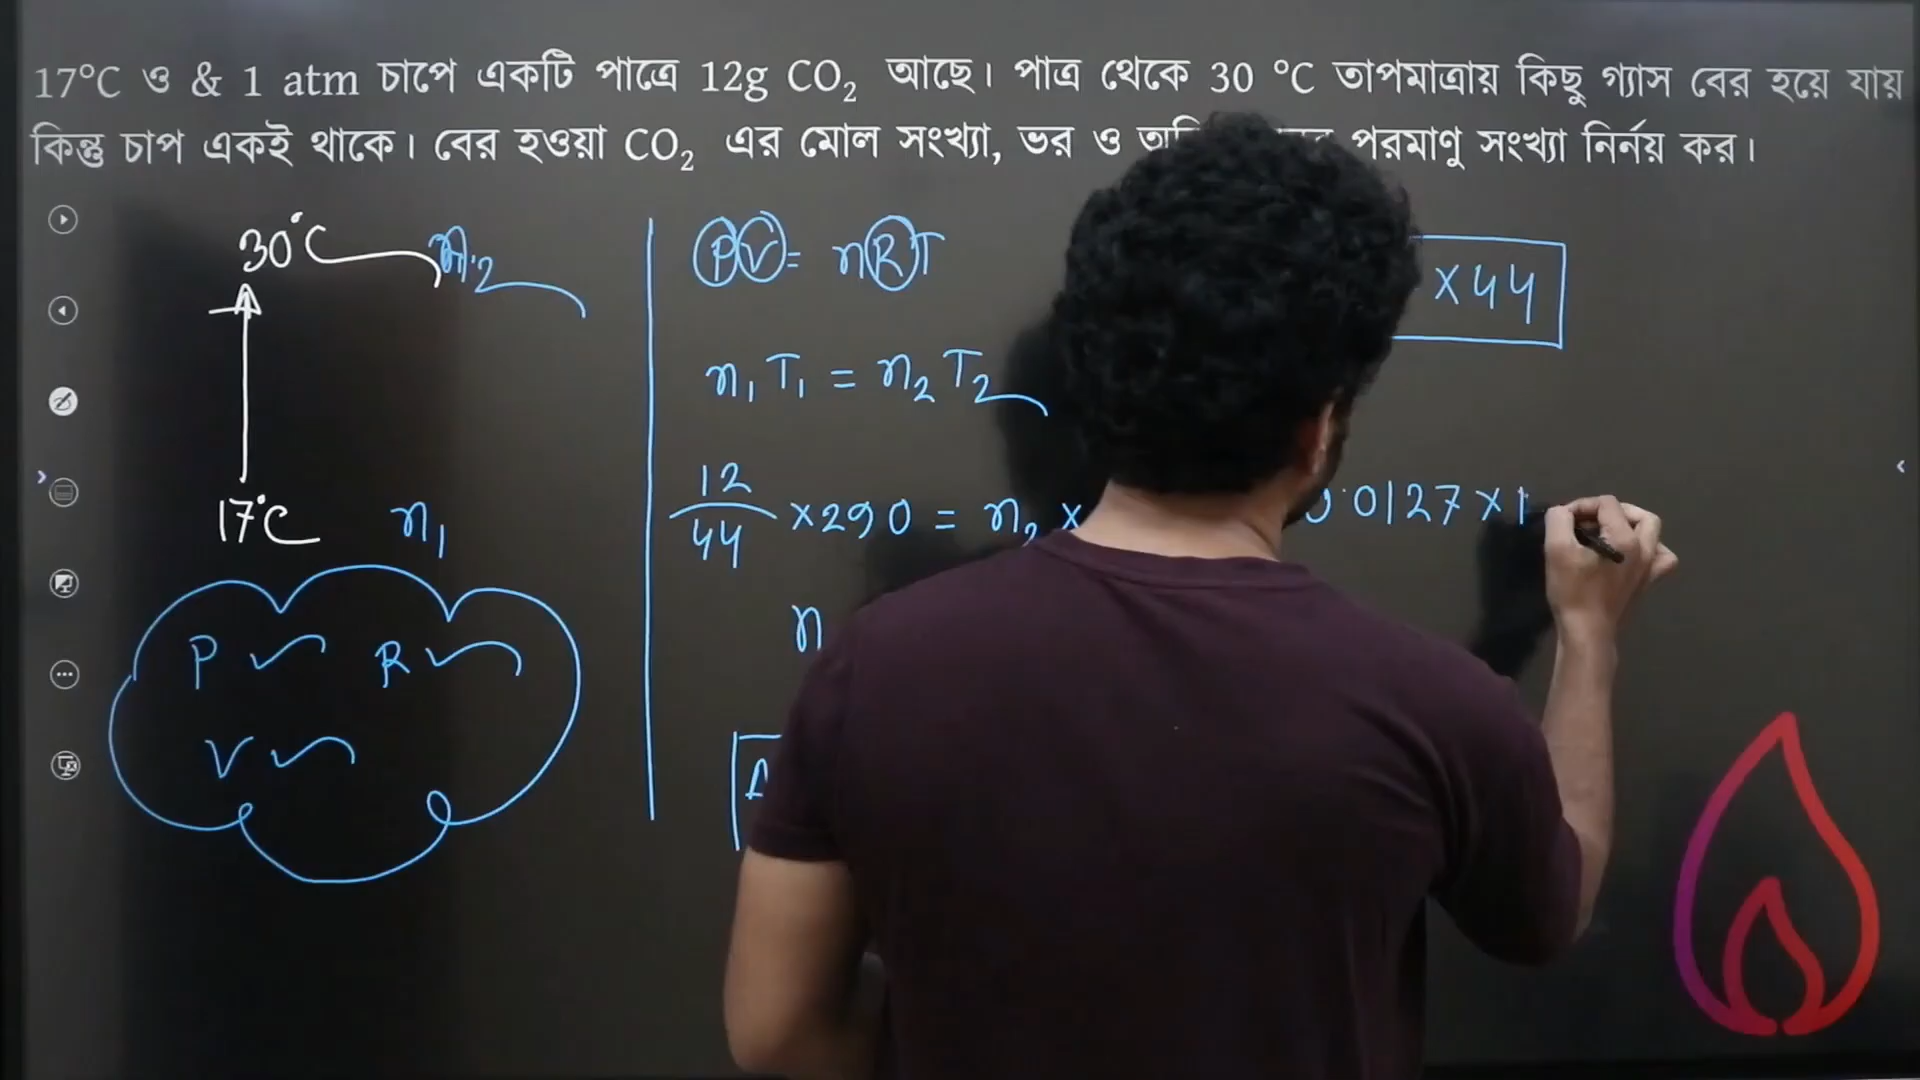 17°C ও & 1 atm চাপে একটি পাত্রে 12g CO₂ আছে। পাত্র থেকে 30 °C তাপমাত্রায় কিছু গ্যাস বের হয়ে যায়
কিন্তু চাপ একই থাকে। বের হওয়া CO₂ এর মোল সংখ্যা, ভর ও পরমাণু সংখ্যা নির্নয় কর।
30°C n₂
17°C n₁
P R
V
PV = nRT
n₁T₁ = n₂T₂
12/44 × 290 = n₂ ×
n
×44
0.0127 × 1